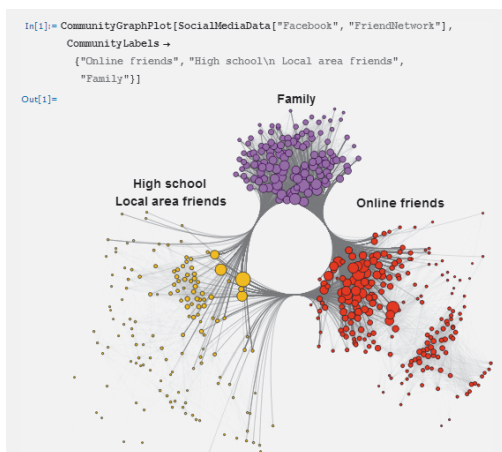 In[1]:= CommunityGraphPlot[SocialMediaData["Facebook", "FriendNetwork"],
CommunityLabels →
{"Online friends", "High school\n Local area friends",
"Family"}]
Out[1]=
Family
High school
Local area friends
Online friends